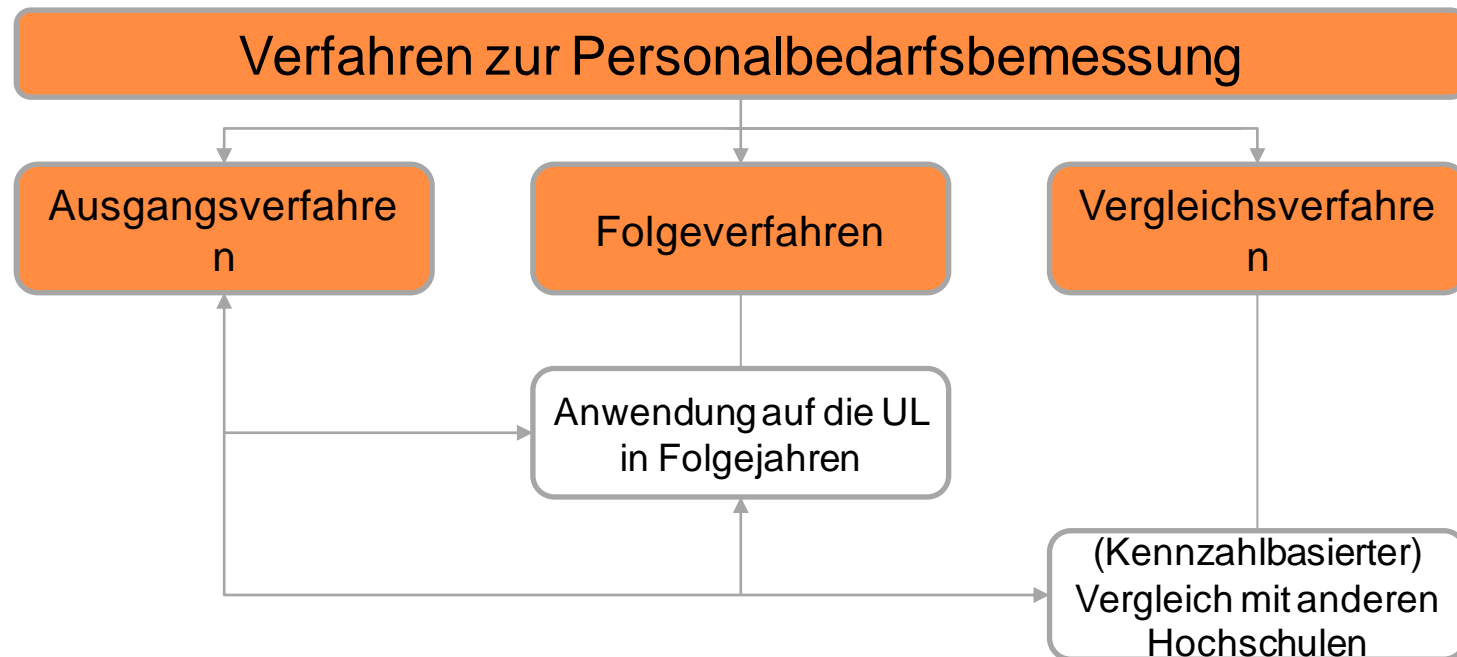 Verfahren zur Personalbedarfsbemessung
Ausgangsverfahre
n
Folgeverfahren
Vergleichsverfahre
n
Anwendung auf die UL
in Folgejahren
(Kennzahlbasierter)
Vergleich mit anderen
Hochschulen